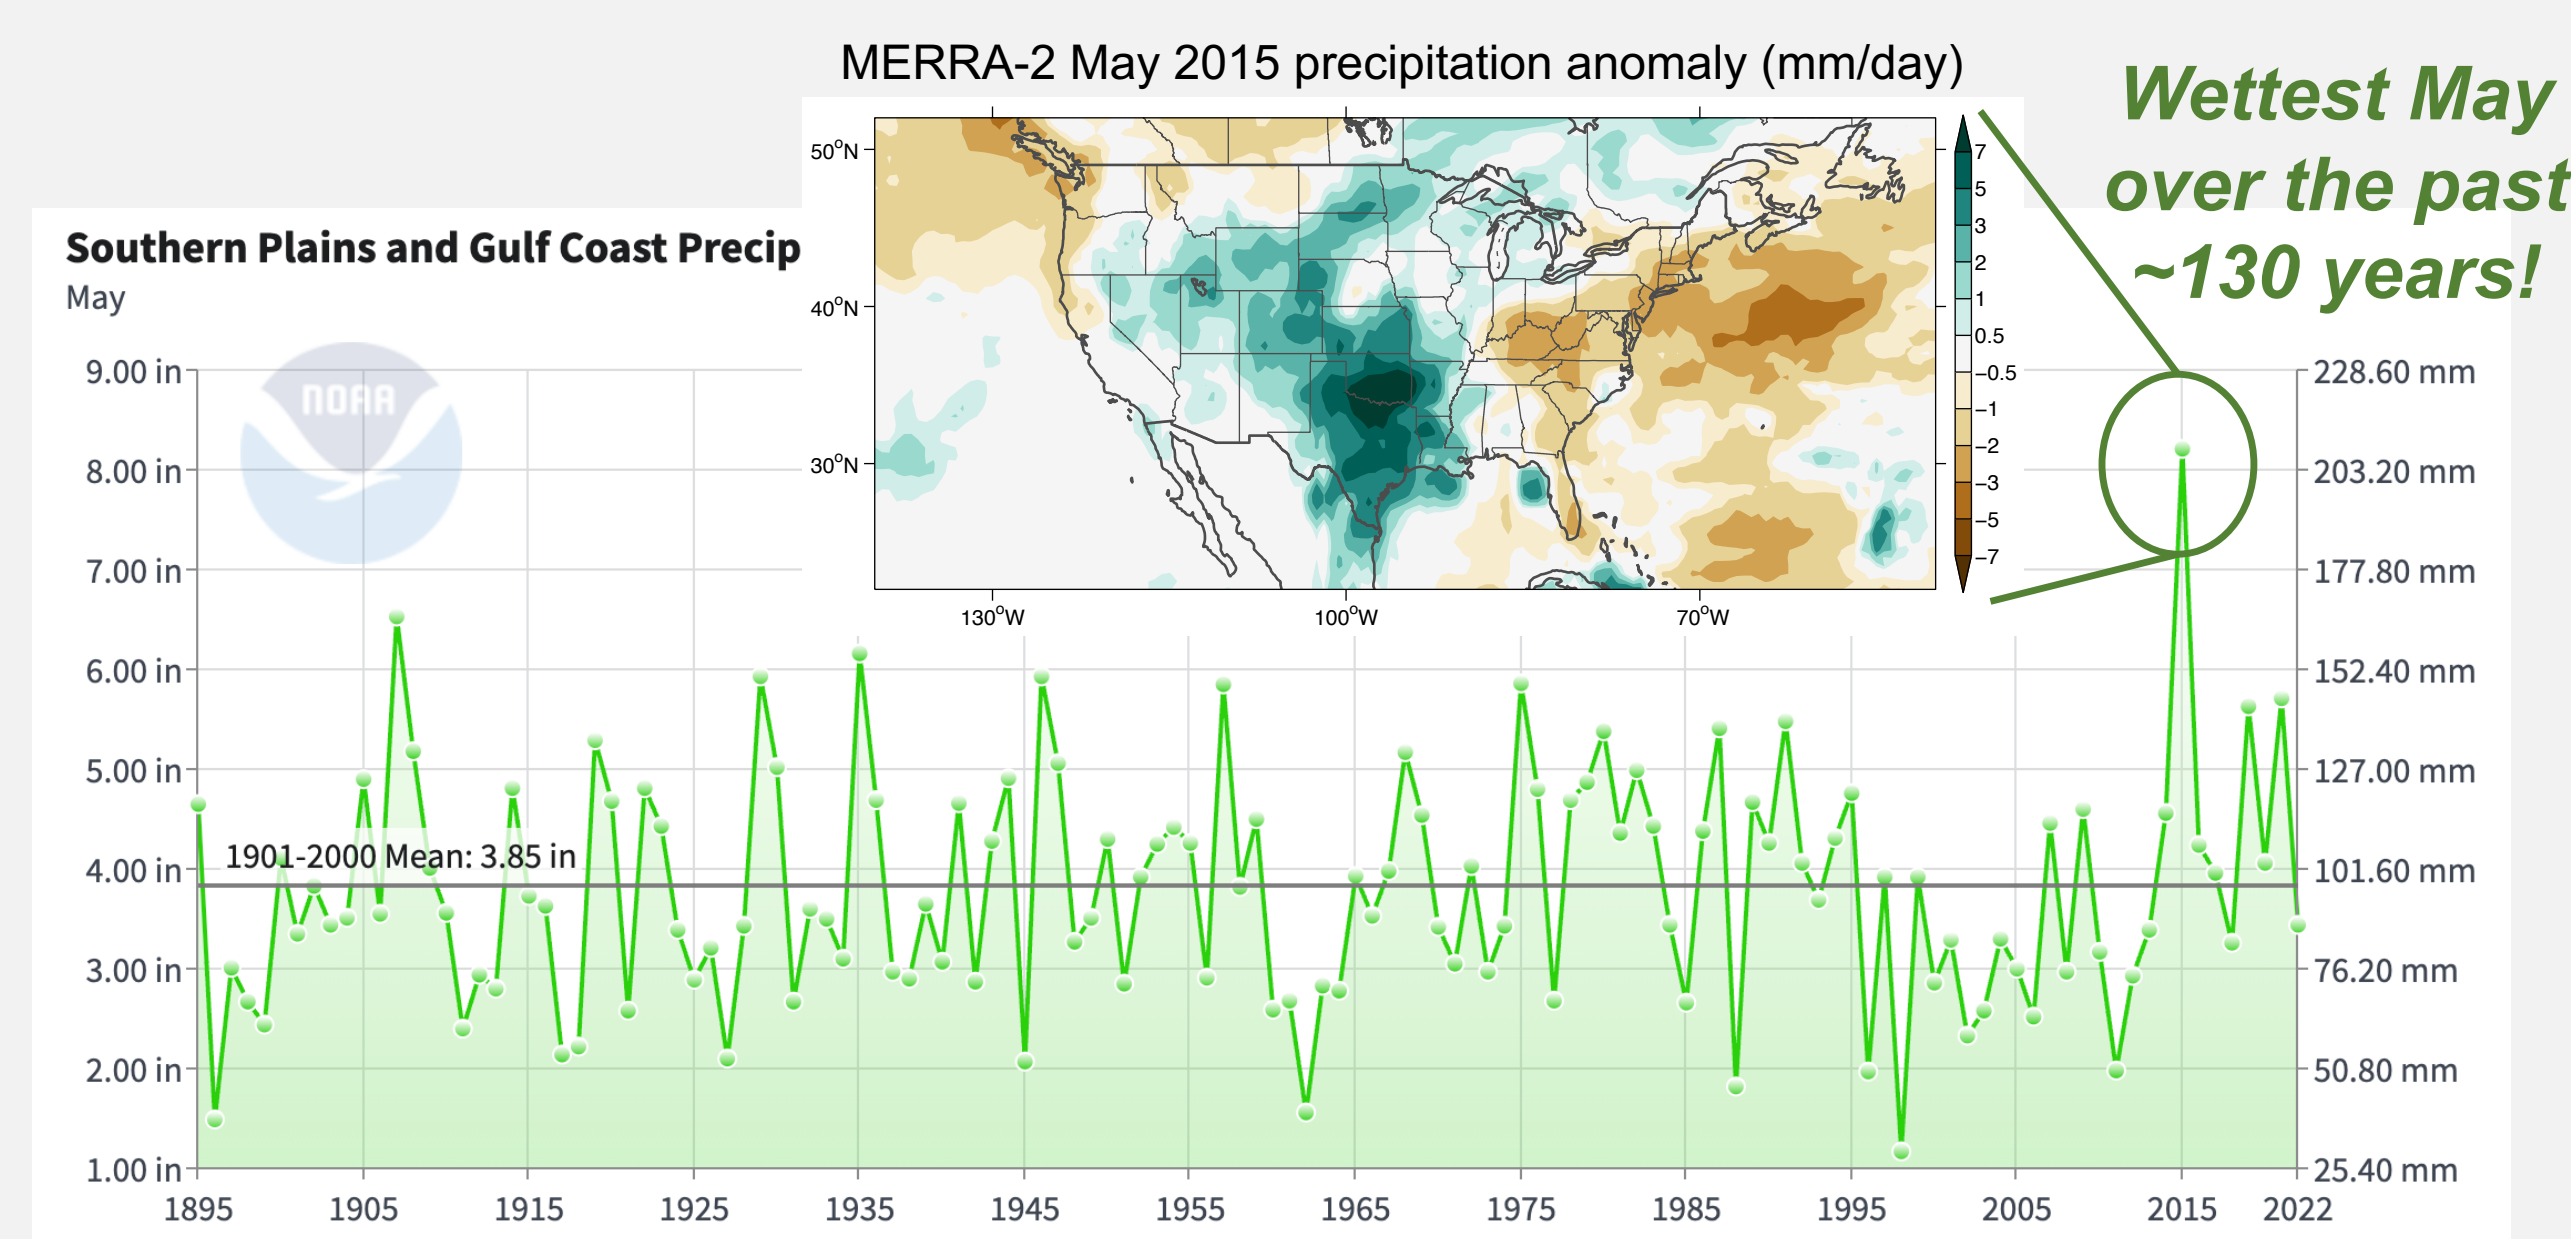 MERRA-2 May 2015 precipitation anomaly (mm/day)
Wettest May
over the past
~130 years!
Southern Plains and Gulf Coast Precip
May
NOAA
50°N
40°N
30°N
130°W
100°W
70°W
7
5
3
2
1
0.5
−0.5
−1
−2
−3
−5
−7
9.00 in
8.00 in
7.00 in
6.00 in
5.00 in
4.00 in
3.00 in
2.00 in
1.00 in
1901-2000 Mean: 3.85 in
228.60 mm
203.20 mm
177.80 mm
152.40 mm
127.00 mm
101.60 mm
76.20 mm
50.80 mm
25.40 mm
1895
1905
1915
1925
1935
1945
1955
1965
1975
1985
1995
2005
2015
2022